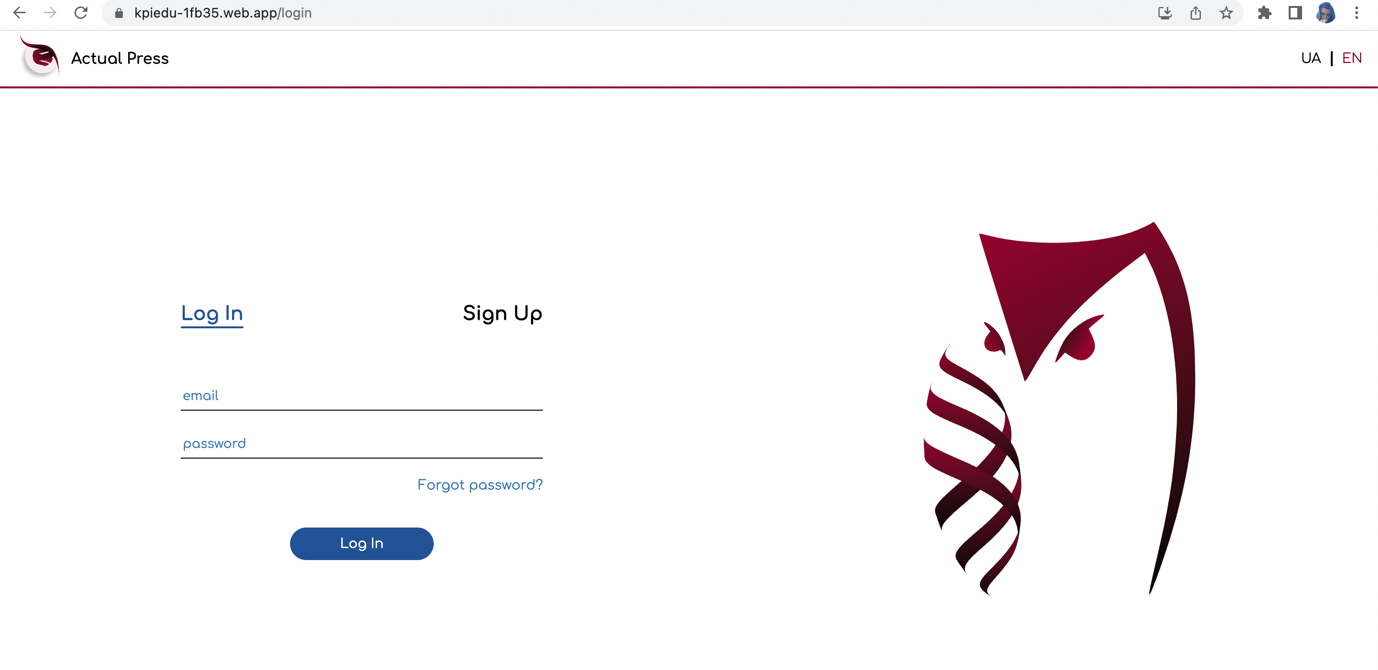 kpiedu-1fb35.web.app/login
Actual Press
UA | EN
Log In
Sign Up
email
password
Forgot password?
Log In